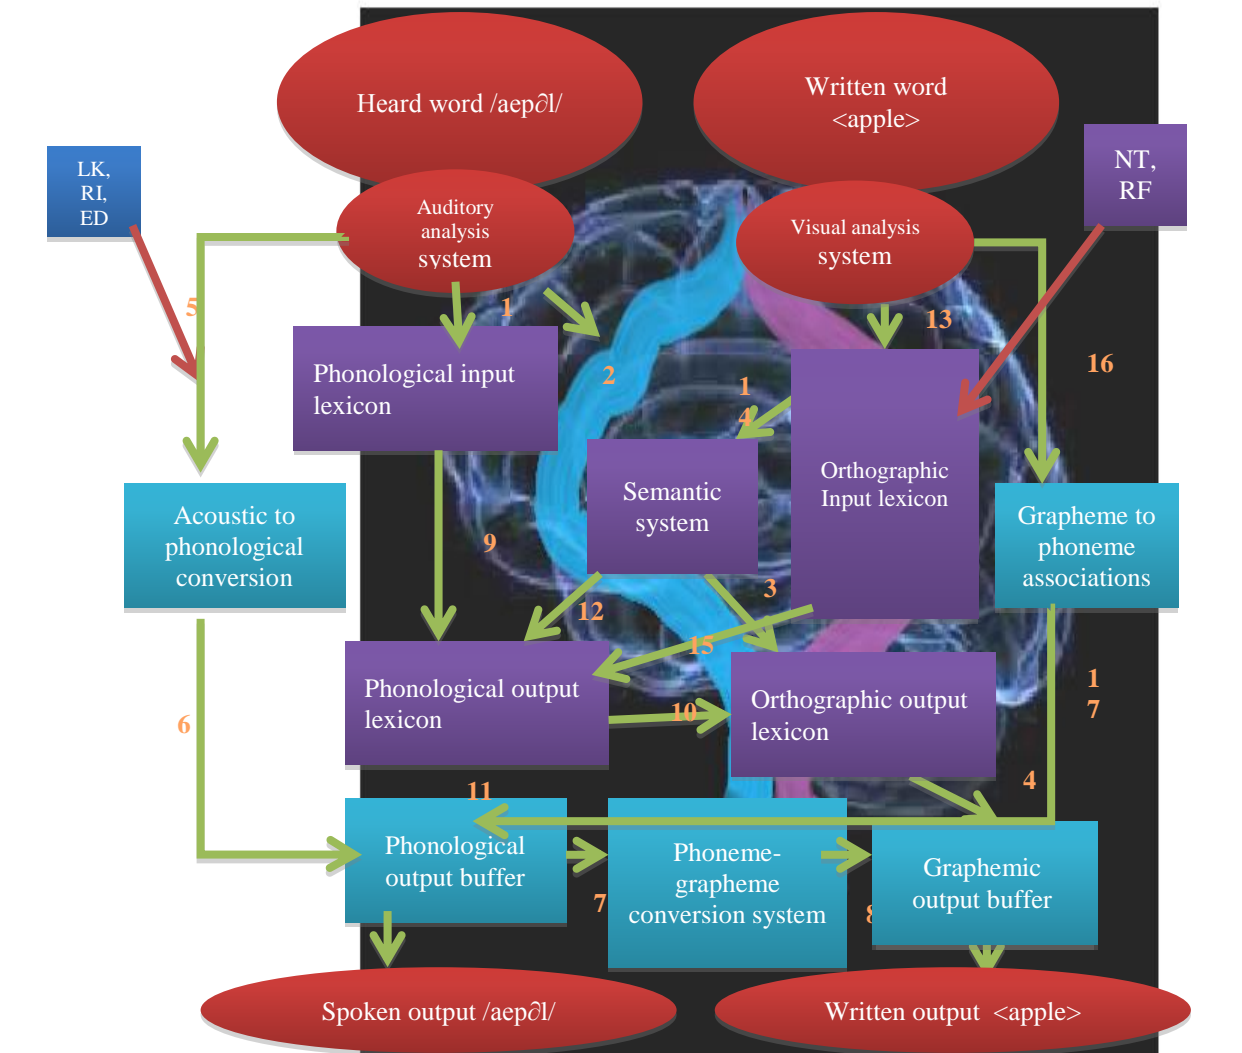 Heard word /aep∂l/
Written word
<apple>
LK,
RI,
ED
NT,
RF
Auditory
analysis
system
Visual analysis
system
5
1
13
2
1
4
16
Phonological input
lexicon
Orthographic
Input lexicon
Semantic
system
Acoustic to
phonological
conversion
Grapheme to
phoneme
associations
9
3
12
15
Phonological output
lexicon
10
Orthographic output
lexicon
1
7
6
11
4
Phonological
output buffer
Phoneme-
grapheme
conversion system
Graphemic
output buffer
7
8
Spoken output /aep∂l/
Written output <apple>